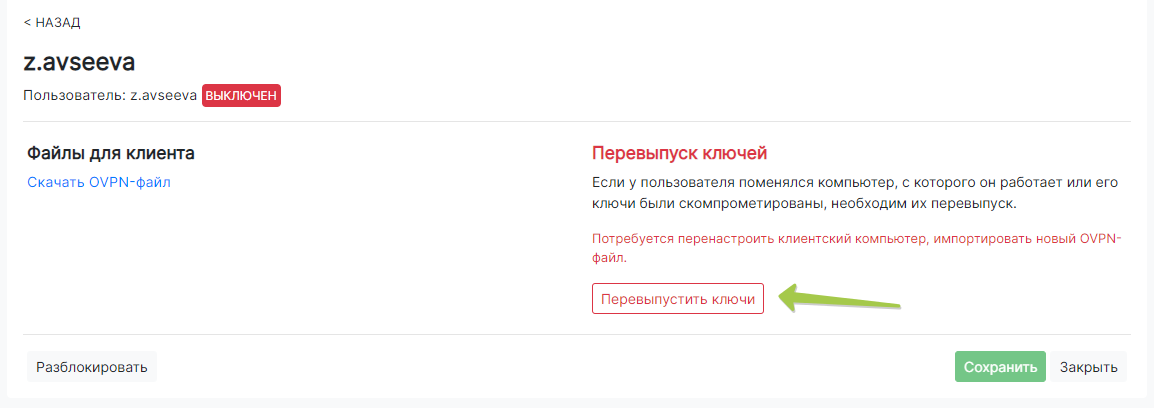 < НАЗАД
z.avseeva
Пользователь: z.avseeva ВЫКЛЮЧЕН
Файлы для клиента
Скачать OVPN-файл
Перевыпуск ключей
Если у пользователя поменялся компьютер, с которого он работает или его
ключи были скомпрометированы, необходим их перевыпуск.
Потребуется перенастроить клиентский компьютер, импортировать новый OVPN-
файл.
Перевыпустить ключи
Разблокировать
Сохранить
Закрыть